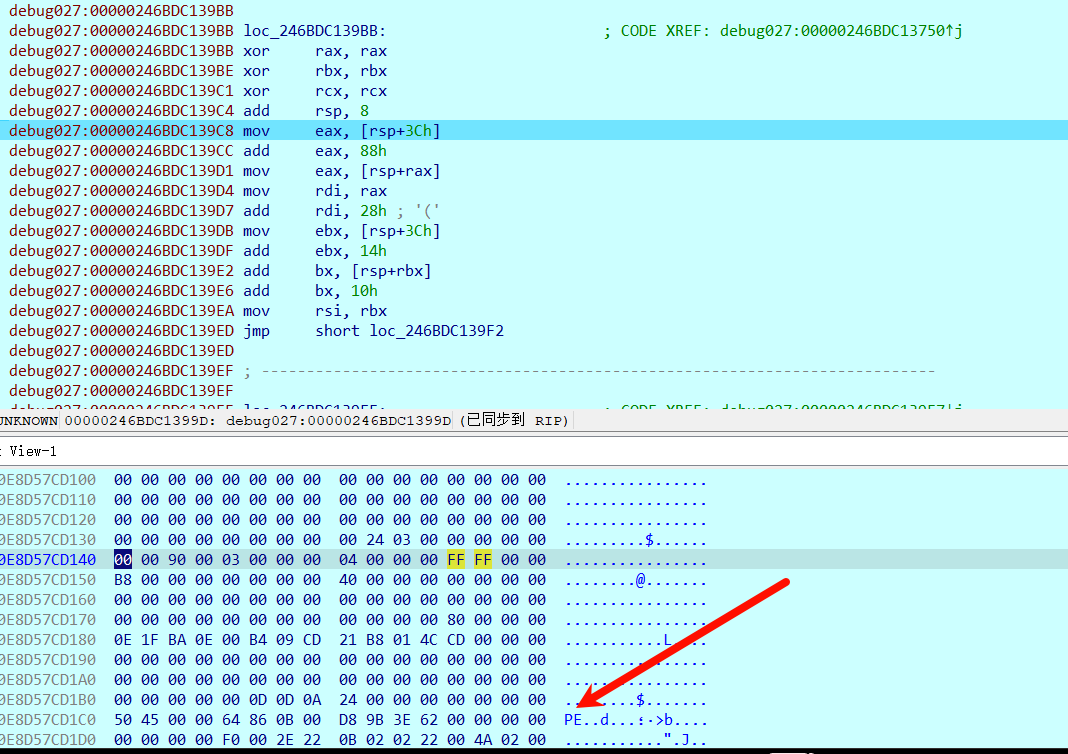 debug027:00000246BDC139BB
debug027:00000246BDC139BB loc_246BDC139BB: ; CODE XREF: debug027:00000246BDC13750↑j
debug027:00000246BDC139BB xor rax, rax
debug027:00000246BDC139BE xor rbx, rbx
debug027:00000246BDC139C1 xor rcx, rcx
debug027:00000246BDC139C4 add rsp, 8
debug027:00000246BDC139C8 mov eax, [rsp+3Ch]
debug027:00000246BDC139CC add eax, 88h
debug027:00000246BDC139D1 mov eax, [rsp+rax]
debug027:00000246BDC139D4 mov rdi, rax
debug027:00000246BDC139D7 add rdi, 28h ; '('
debug027:00000246BDC139DB mov ebx, [rsp+3Ch]
debug027:00000246BDC139DF add ebx, 14h
debug027:00000246BDC139E2 add bx, [rsp+rbx]
debug027:00000246BDC139E6 add bx, 10h
debug027:00000246BDC139EA mov rsi, rbx
debug027:00000246BDC139ED jmp short loc_246BDC139F2
debug027:00000246BDC139ED
debug027:00000246BDC139EF ; ---------------------------------------------------------------------------
debug027:00000246BDC139EF
UNKNOWN 00000246BDC1399D: debug027:00000246BDC1399D (已同步到 RIP)
View-1
0E8D57CD100 00 00 00 00 00 00 00 00 00 00 00 00 00 00 00 00 ................
0E8D57CD110 00 00 00 00 00 00 00 00 00 00 00 00 00 00 00 00 ................
0E8D57CD120 00 00 00 00 00 00 00 00 00 00 00 00 00 00 00 00 ................
0E8D57CD130 00 00 00 00 00 00 00 00 00 24 03 00 00 00 00 00 .........$......
0E8D57CD140 00 00 90 00 03 00 00 00 04 00 00 00 FF FF 00 00 ................
0E8D57CD150 B8 00 00 00 00 00 00 00 40 00 00 00 00 00 00 00 ........@.......
0E8D57CD160 00 00 00 00 00 00 00 00 00 00 00 00 00 00 00 00 ................
0E8D57CD170 00 00 00 00 00 00 00 00 00 00 00 00 80 00 00 00 ................
0E8D57CD180 0E 1F BA 0E 00 B4 09 CD 21 B8 01 4C CD 00 00 00 ...........L....
0E8D57CD190 00 00 00 00 00 00 00 00 00 00 00 00 00 00 00 00 ................
0E8D57CD1A0 00 00 00 00 00 00 00 00 00 00 00 00 00 00 00 00 ................
0E8D57CD1B0 00 00 00 00 00 0D 0D 0A 24 00 00 00 00 00 00 00 ........$.......
0E8D57CD1C0 50 45 00 00 64 86 0B 00 D8 9B 3E 62 00 00 00 00 PE..d.....>b....
0E8D57CD1D0 00 00 00 00 F0 00 2E 22 0B 02 02 22 00 4A 02 00 ...........".J..